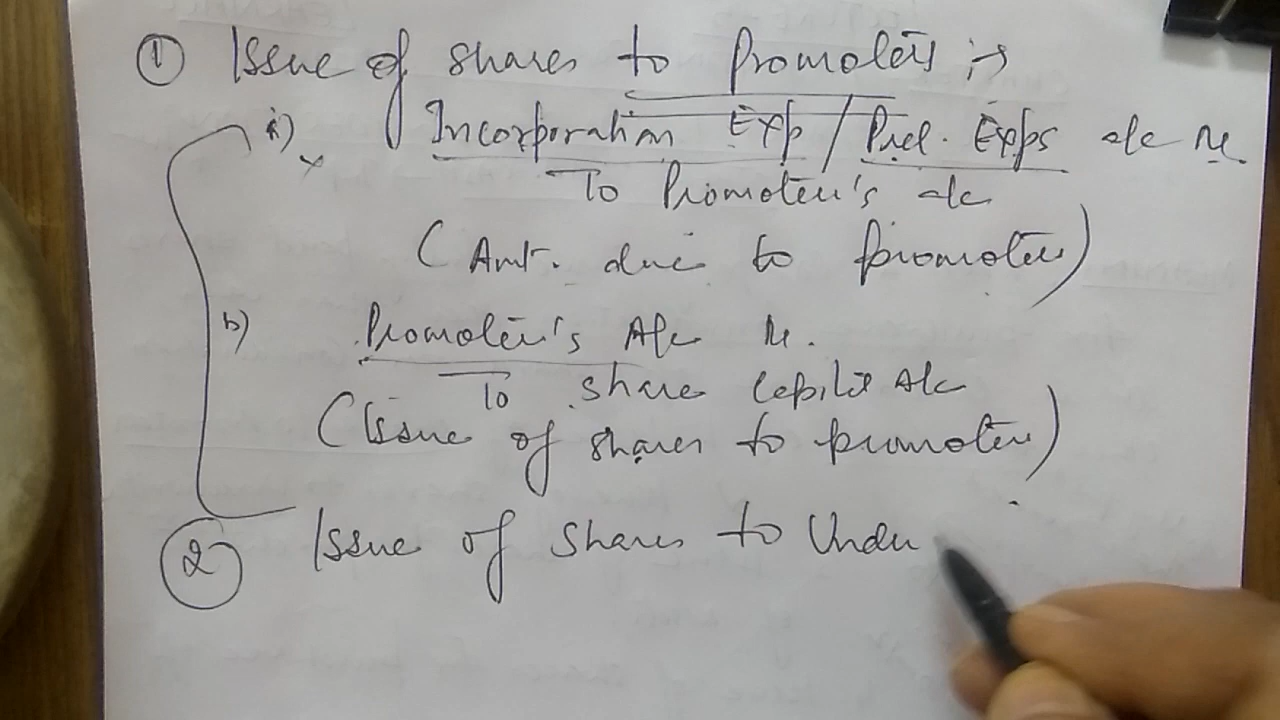 ① Issue of shares to Promoters :→
a) Incorporation Exp / Prel. Exps a/c Dr.
To Promoter's a/c
(Amt. due to promoters)
b) Promoter's A/c Dr.
To share Capital A/c
(Issue of shares to promoters)
② Issue of Shares to Unde